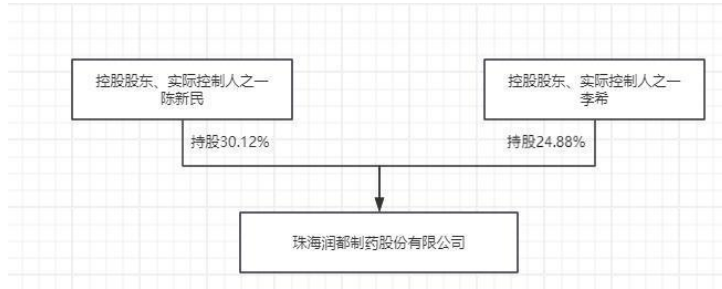 控股股东、实际控制人之一
陈新民
控股股东、实际控制人之一
李希
持股30.12%
持股24.88%
珠海润都制药股份有限公司